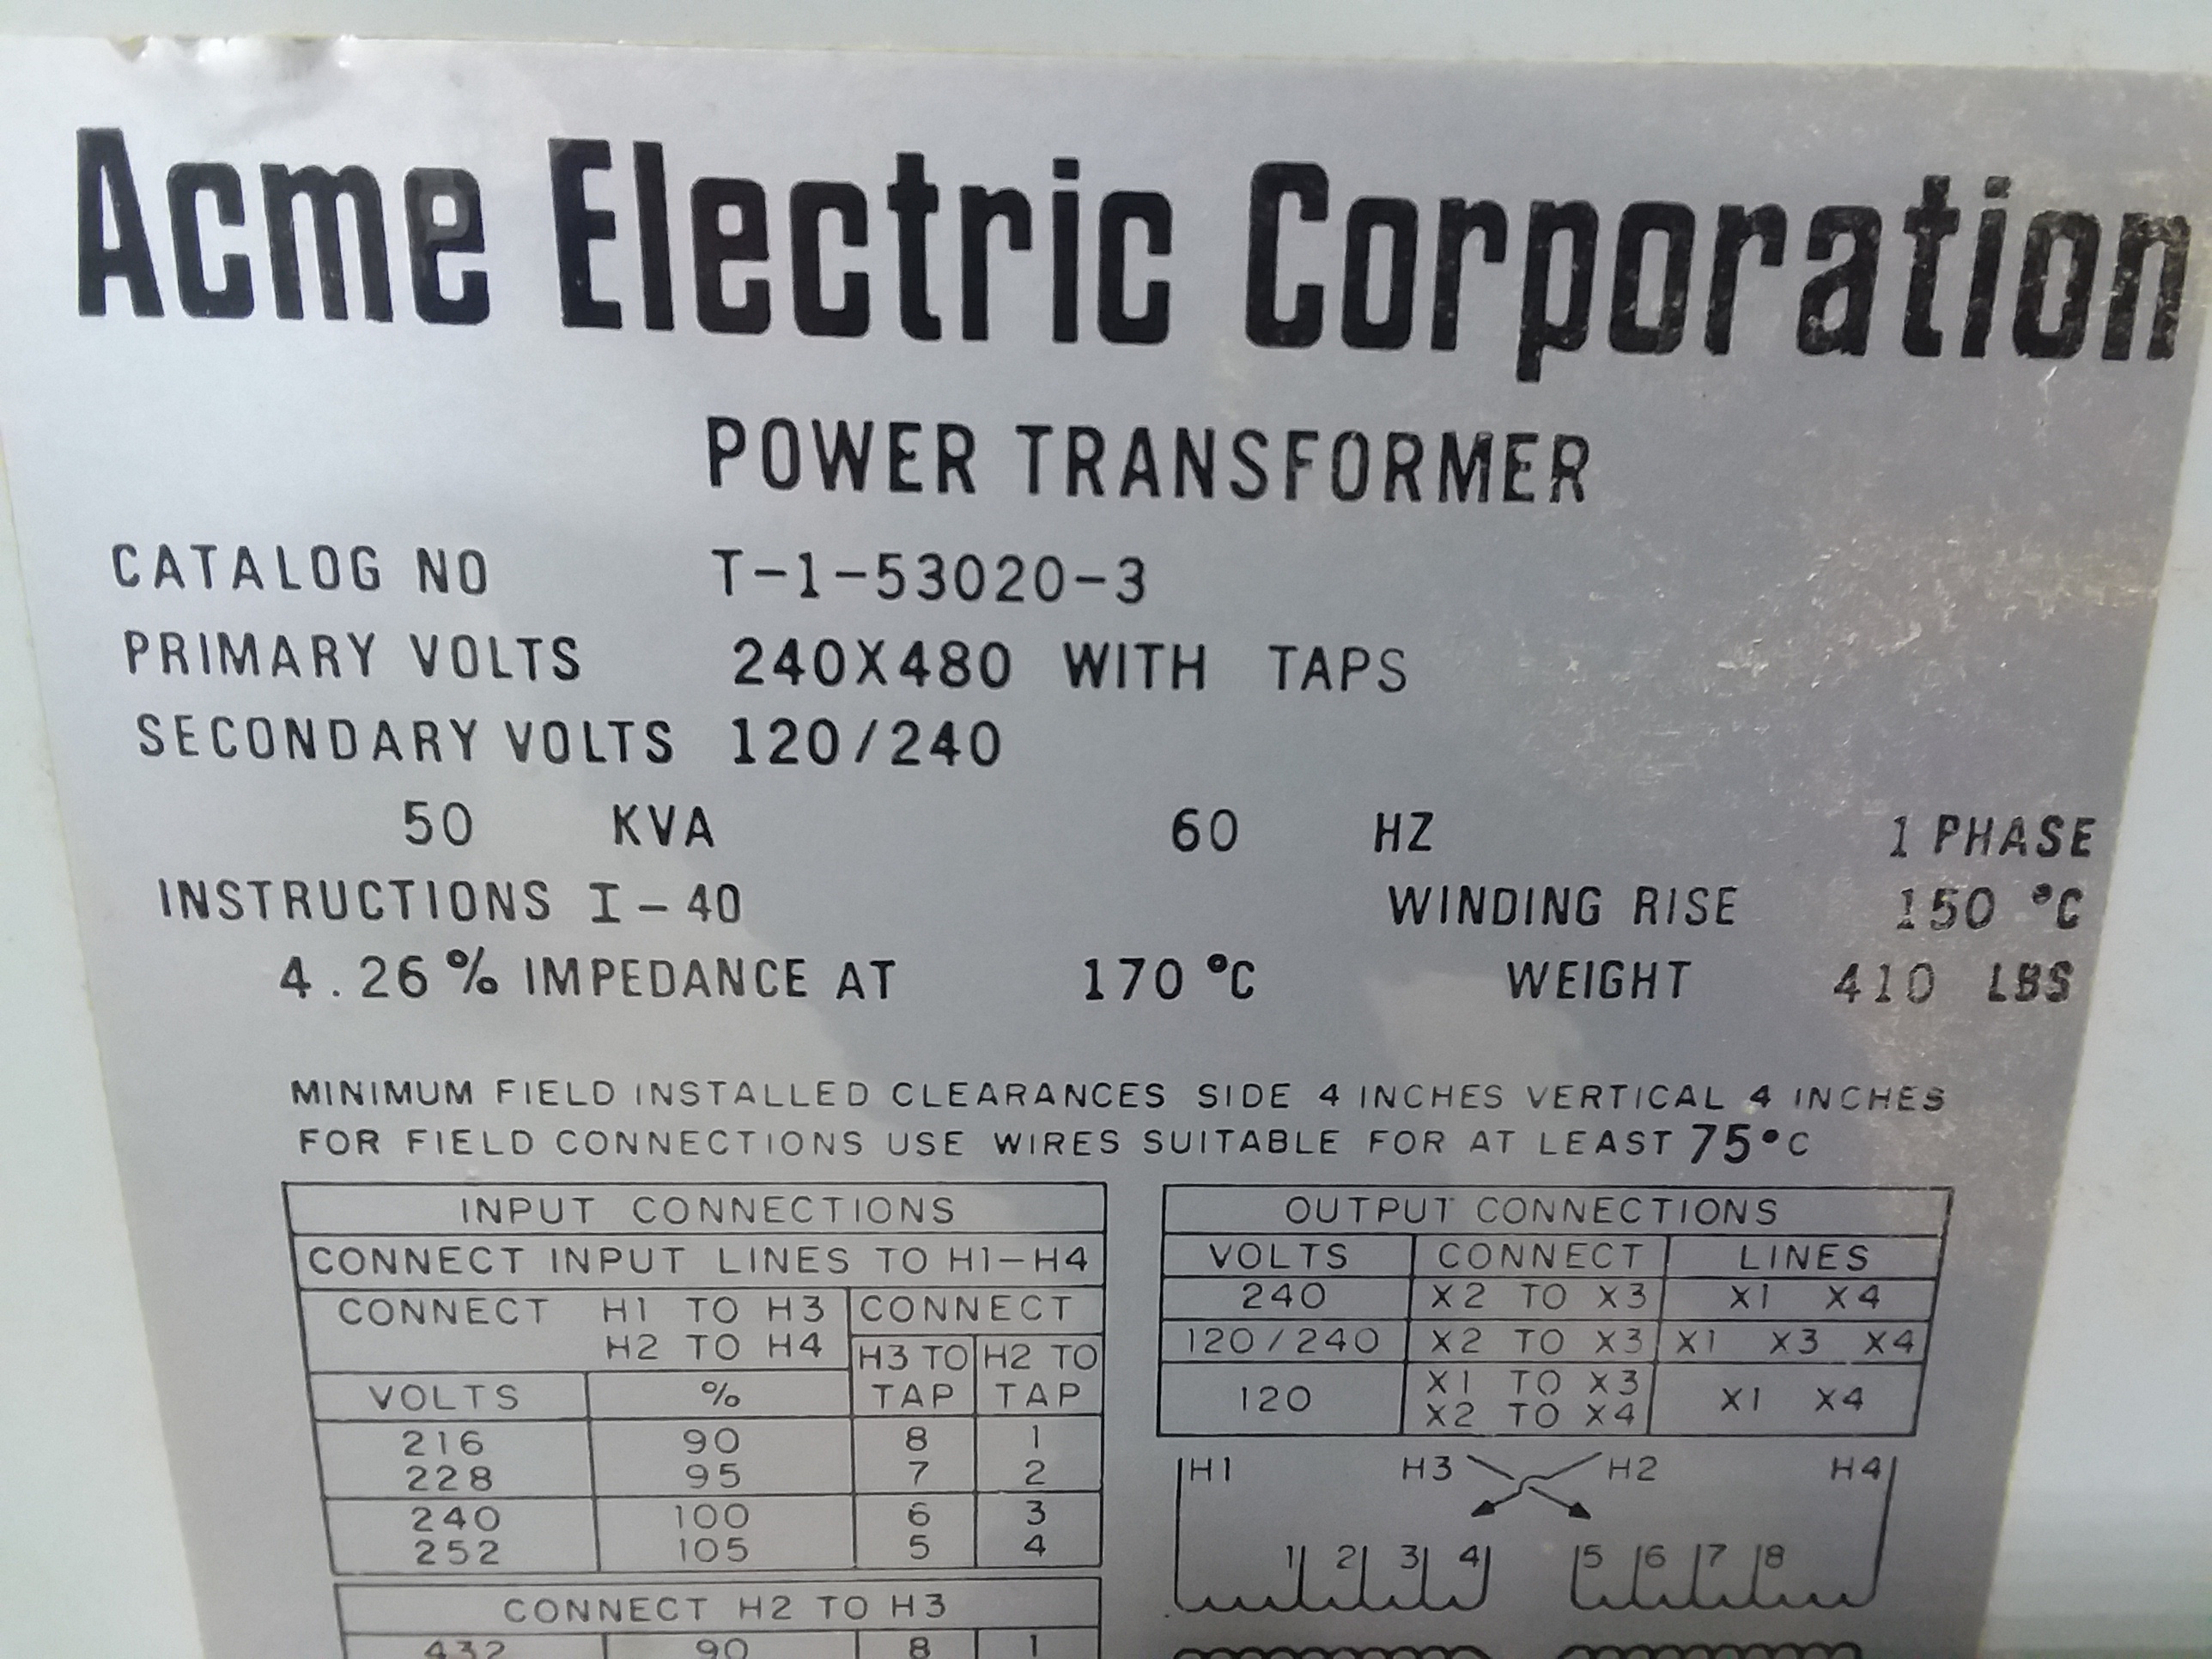 Acme Electric Corporation
POWER TRANSFORMER
CATALOG NO T-1-53020-3
PRIMARY VOLTS 240X480 WITH TAPS
SECONDARY VOLTS 120/240
50 KVA 60 HZ 1 PHASE
INSTRUCTIONS I-40 WINDING RISE 150 °C
4.26% IMPEDANCE AT 170 °C WEIGHT 410 LBS
MINIMUM FIELD INSTALLED CLEARANCES SIDE 4 INCHES VERTICAL 4 INCHES
FOR FIELD CONNECTIONS USE WIRES SUITABLE FOR AT LEAST 75°C
INPUT CONNECTIONS
CONNECT INPUT LINES TO H1-H4
CONNECT H1 TO H3
H2 TO H4
CONNECT
H3 TO TAP
H2 TO TAP
VOLTS %
216 90 8 1
228 95 7 2
240 100 6 3
252 105 5 4
CONNECT H2 TO H3
432 90 8 1
OUTPUT CONNECTIONS
VOLTS CONNECT LINES
240 X2 TO X3 X1 X4
120/240 X2 TO X3 X1 X3 X4
120 X1 TO X3 X1 X4
X2 TO X4
H1 H3 H2 H4
1 2 3 4 5 6 7 8